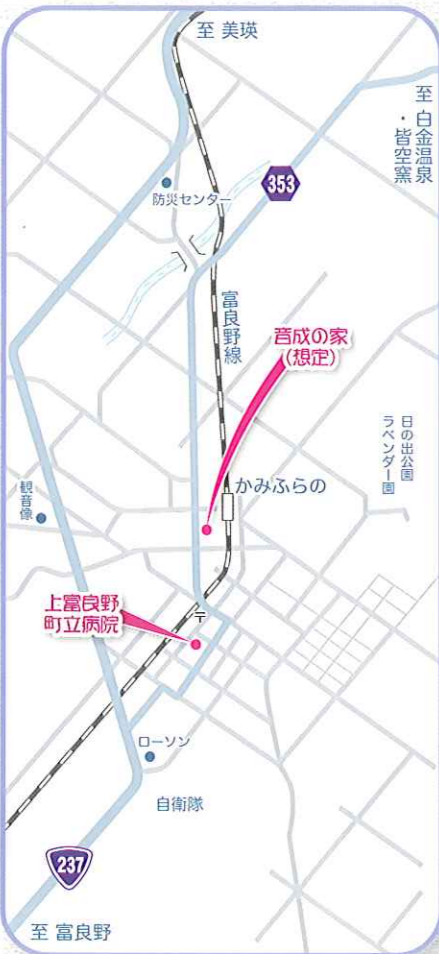 至 美瑛
至 白金温泉
・皆空窯
353
防災センター
富良野線
音成の家
(想定)
日の出公園
ラベンダー園
かみふらの
観音像
上富良野
町立病院
〒
ローソン
自衛隊
237
至 富良野